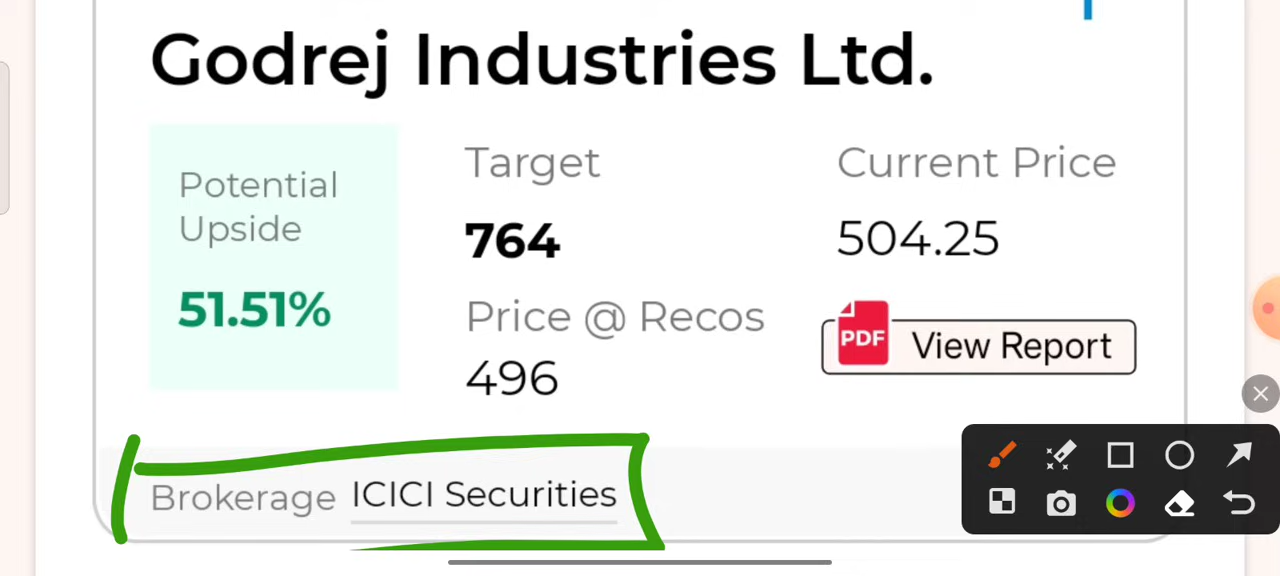 Godrej Industries Ltd.
Potential
Upside
51.51%
Target
764
Price @ Recos
496
Current Price
504.25
PDF View Report
Brokerage ICICI Securities